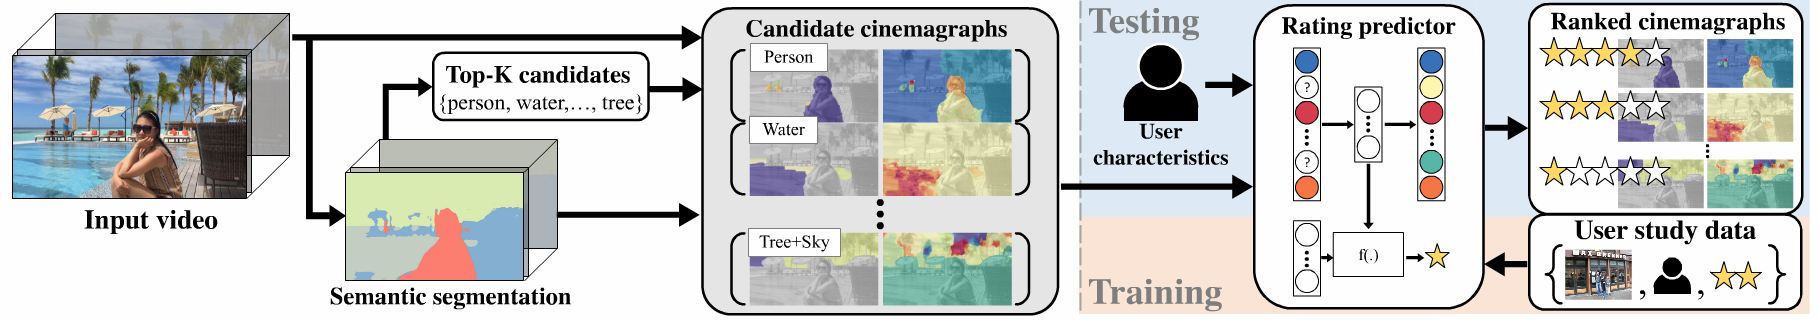 Input video
Top-K candidates
{person, water,..., tree}
Semantic segmentation
Candidate cinemagraphs
Person
Water
Tree+Sky
Testing
User
characteristics
Training
Rating predictor
?
?
f(.)
Ranked cinemagraphs
User study data
{ , , }